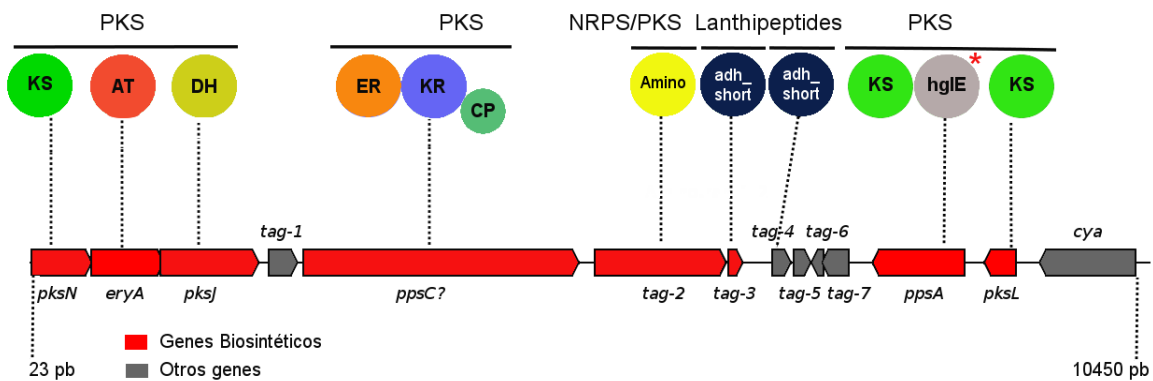 PKS PKS NRPS/PKS Lanthipeptides PKS
KS AT DH ER KR CP Amino adh_ short adh_ short KS hglE * KS
tag-1 tag-4 tag-6 cya
pksN eryA pksJ ppsC? tag-2 tag-3 tag-5 tag-7 ppsA pksL
Genes Biosintéticos
23 pb Otros genes 10450 pb